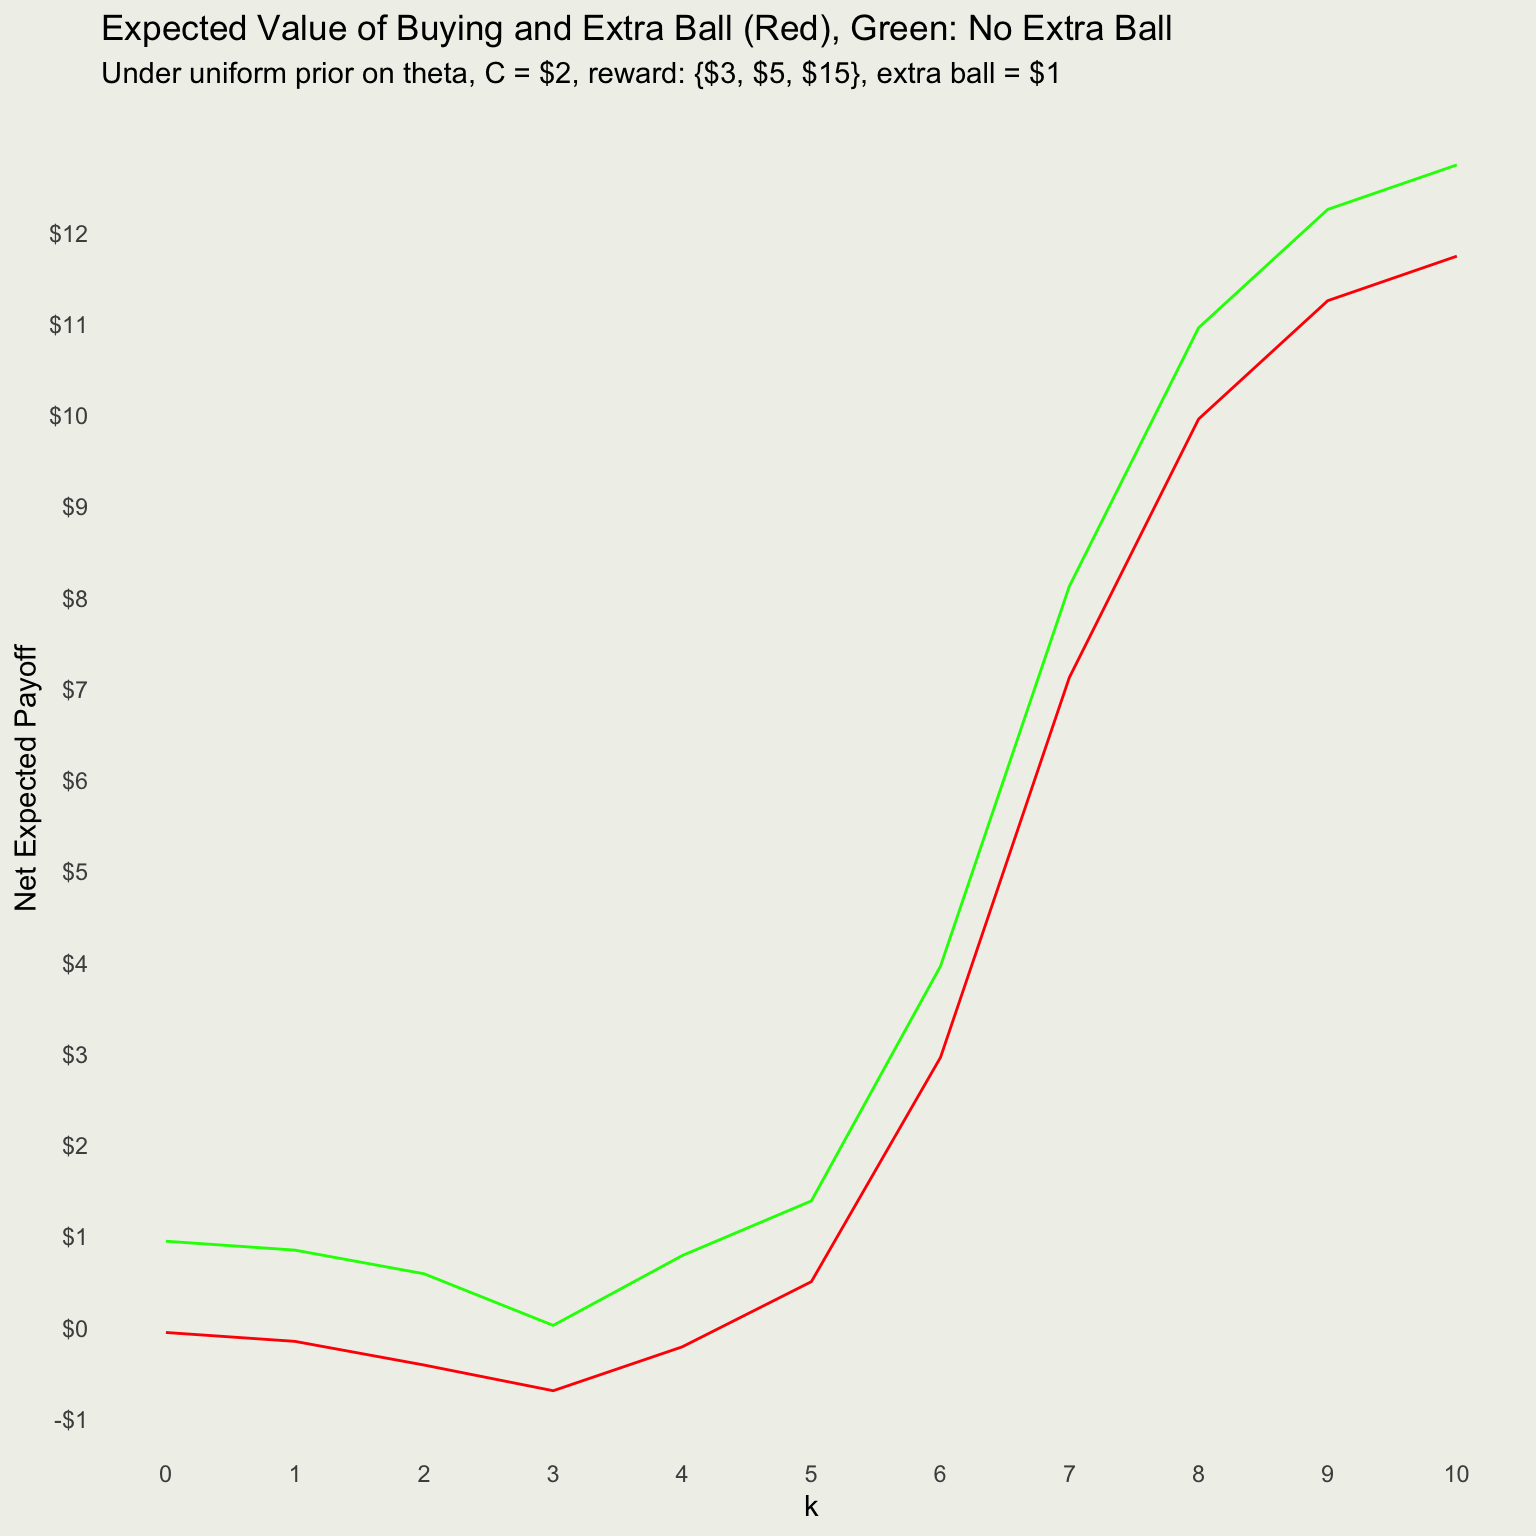 Expected Value of Buying and Extra Ball (Red), Green: No Extra Ball
Under uniform prior on theta, C = $2, reward: {$3, $5, $15}, extra ball = $1
$12
$11
$10
$9
$8
$7
$6
$5
$4
$3
$2
$1
$0
-$1
Net Expected Payoff
0 1 2 3 4 5 6 7 8 9 10
k